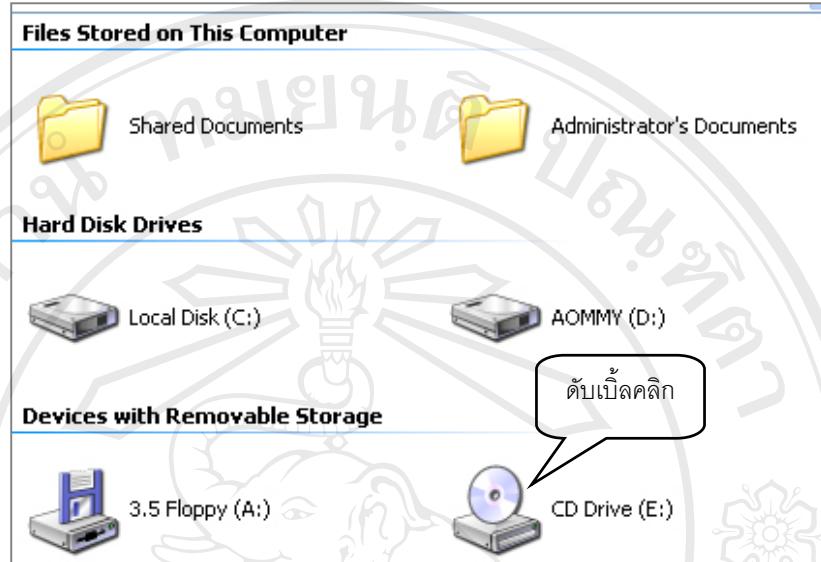 Files Stored on This Computer
Shared Documents
Administrator's Documents
Hard Disk Drives
Local Disk (C:)
AOMMY (D:)
ดับเบิ้ลคลิก
Devices with Removable Storage
3.5 Floppy (A:)
CD Drive (E:)